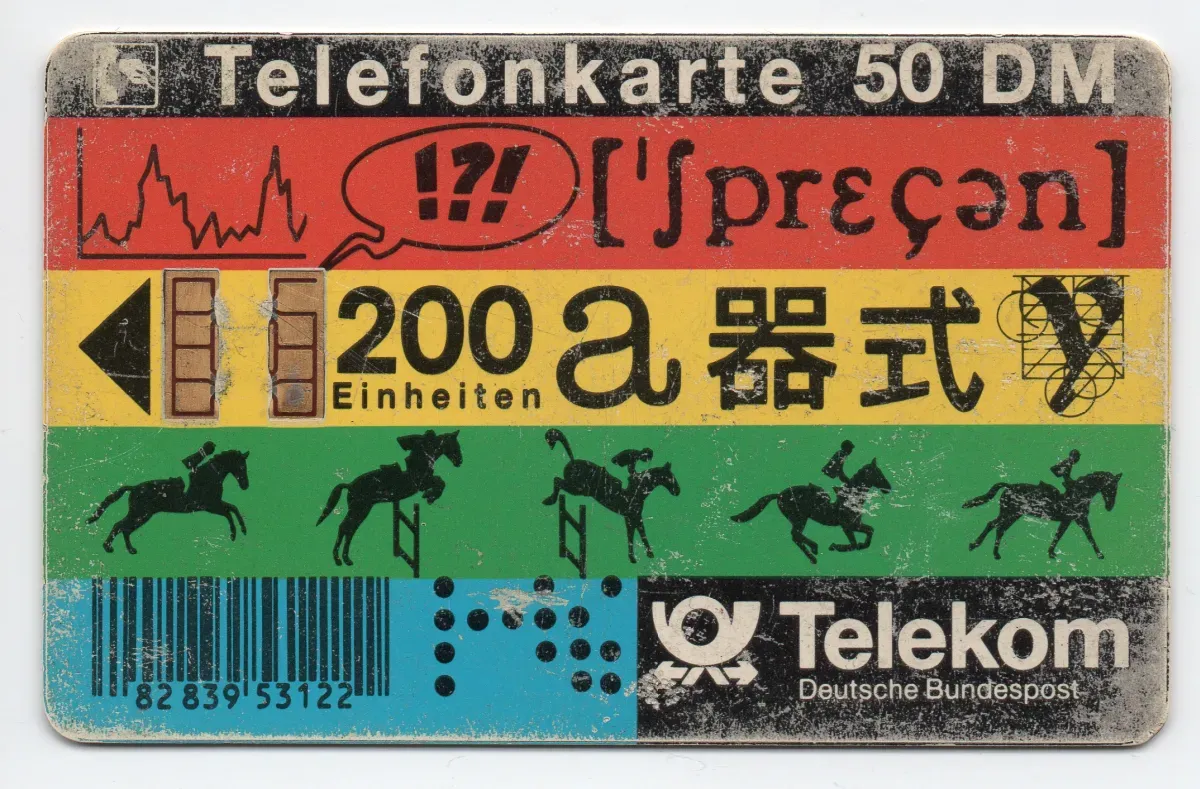 Telefonkarte 50 DM
!?! ['ʃprɛçən]
200 a 器 式 y
Einheiten
82 839 53122
Telekom
Deutsche Bundespost